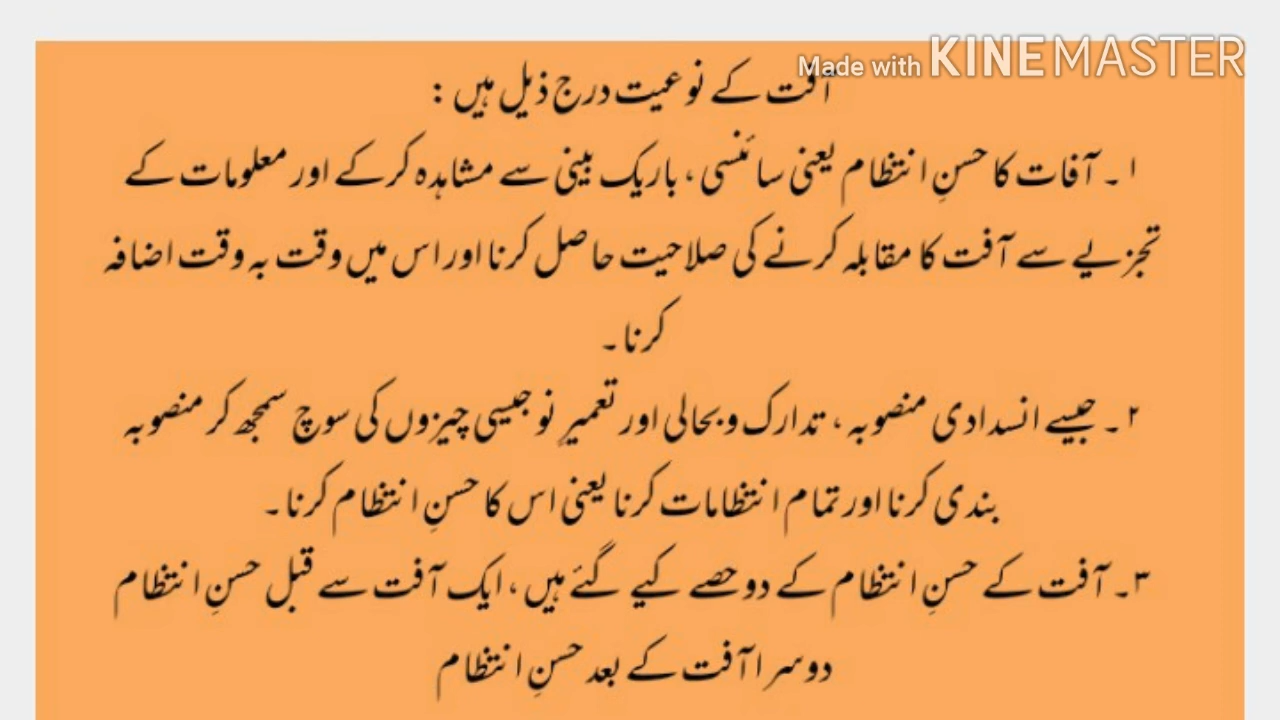 Made with KINEMASTER
آفت کے نوعیت درج ذیل ہیں :
۱۔ آفات کا حسنِ انتظام یعنی سائنسی، باریک بینی سے مشاہدہ کرکے اور معلومات کے
تجزیے سے آفت کا مقابلہ کرنے کی صلاحیت حاصل کرنا اور اس میں وقت بہ وقت اضافہ
کرنا۔
۲۔ جیسے انسدادی منصوبہ، تدارک و بحالی اور تعمیرِ نو جیسی چیزوں کی سوچ سمجھ کر منصوبہ
بندی کرنا اور تمام انتظامات کرنا یعنی اس کا حسنِ انتظام کرنا۔
۳۔ آفت کے حسنِ انتظام کے دو حصے کیے گئے ہیں، ایک آفت سے قبل حسنِ انتظام
دوسرا آفت کے بعد حسنِ انتظام